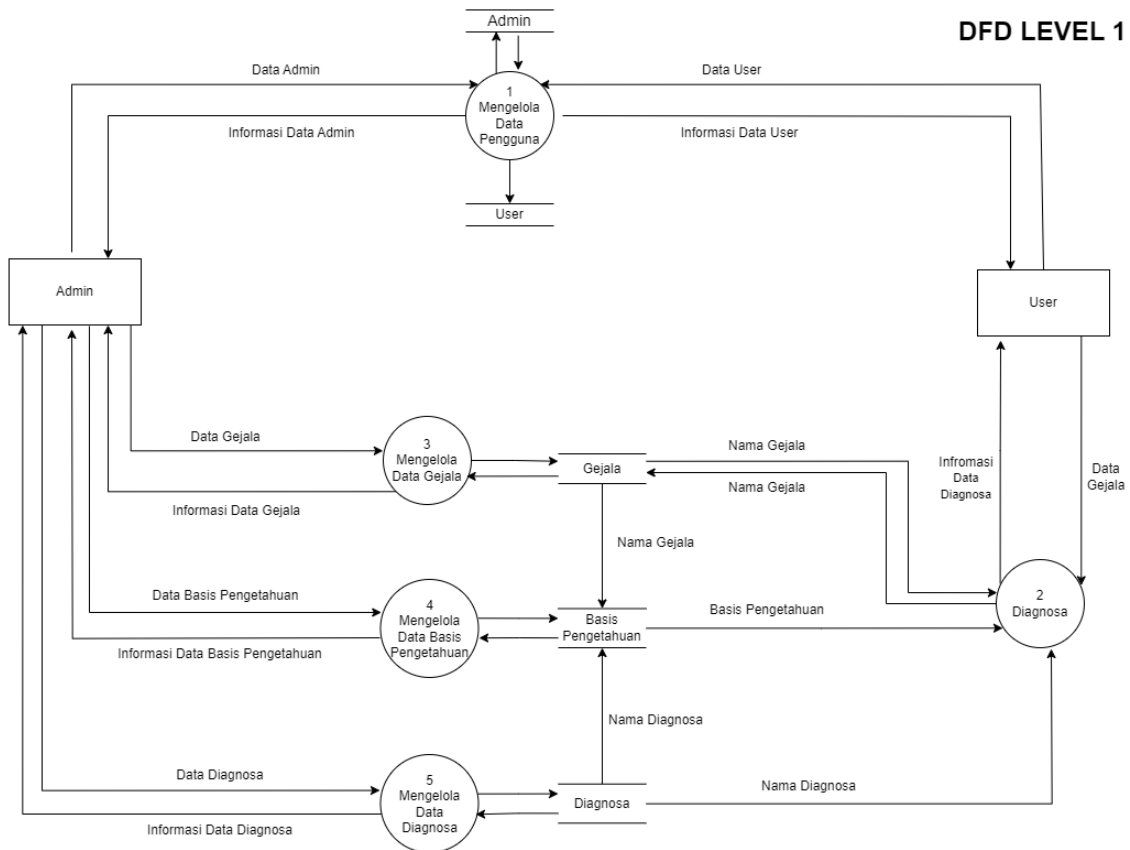 Admin
DFD LEVEL 1
Data Admin
Data User
1
Mengelola
Data
Pengguna
Informasi Data Admin
Informasi Data User
User
Admin
User
Data Gejala
3
Mengelola
Data Gejala
Informasi Data Gejala
Gejala
Nama Gejala
Nama Gejala
Infromasi
Data
Diagnosa
Data
Gejala
Nama Gejala
Data Basis Pengetahuan
4
Mengelola
Data Basis
Pengetahuan
Informasi Data Basis Pengetahuan
Basis
Pengetahuan
Basis Pengetahuan
2
Diagnosa
Nama Diagnosa
Data Diagnosa
5
Mengelola
Data
Diagnosa
Informasi Data Diagnosa
Diagnosa
Nama Diagnosa